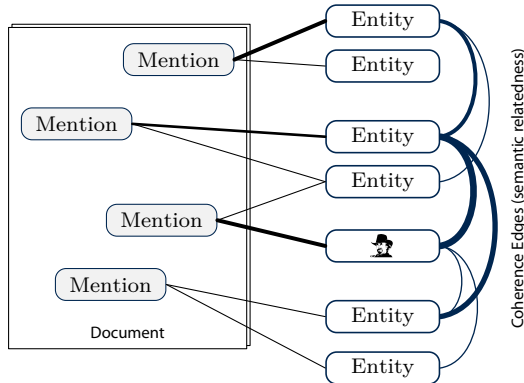 Entity
Mention
Entity
Mention
Entity
Entity
Mention
Mention
Entity
Document
Entity
Coherence Edges (semantic relatedness)